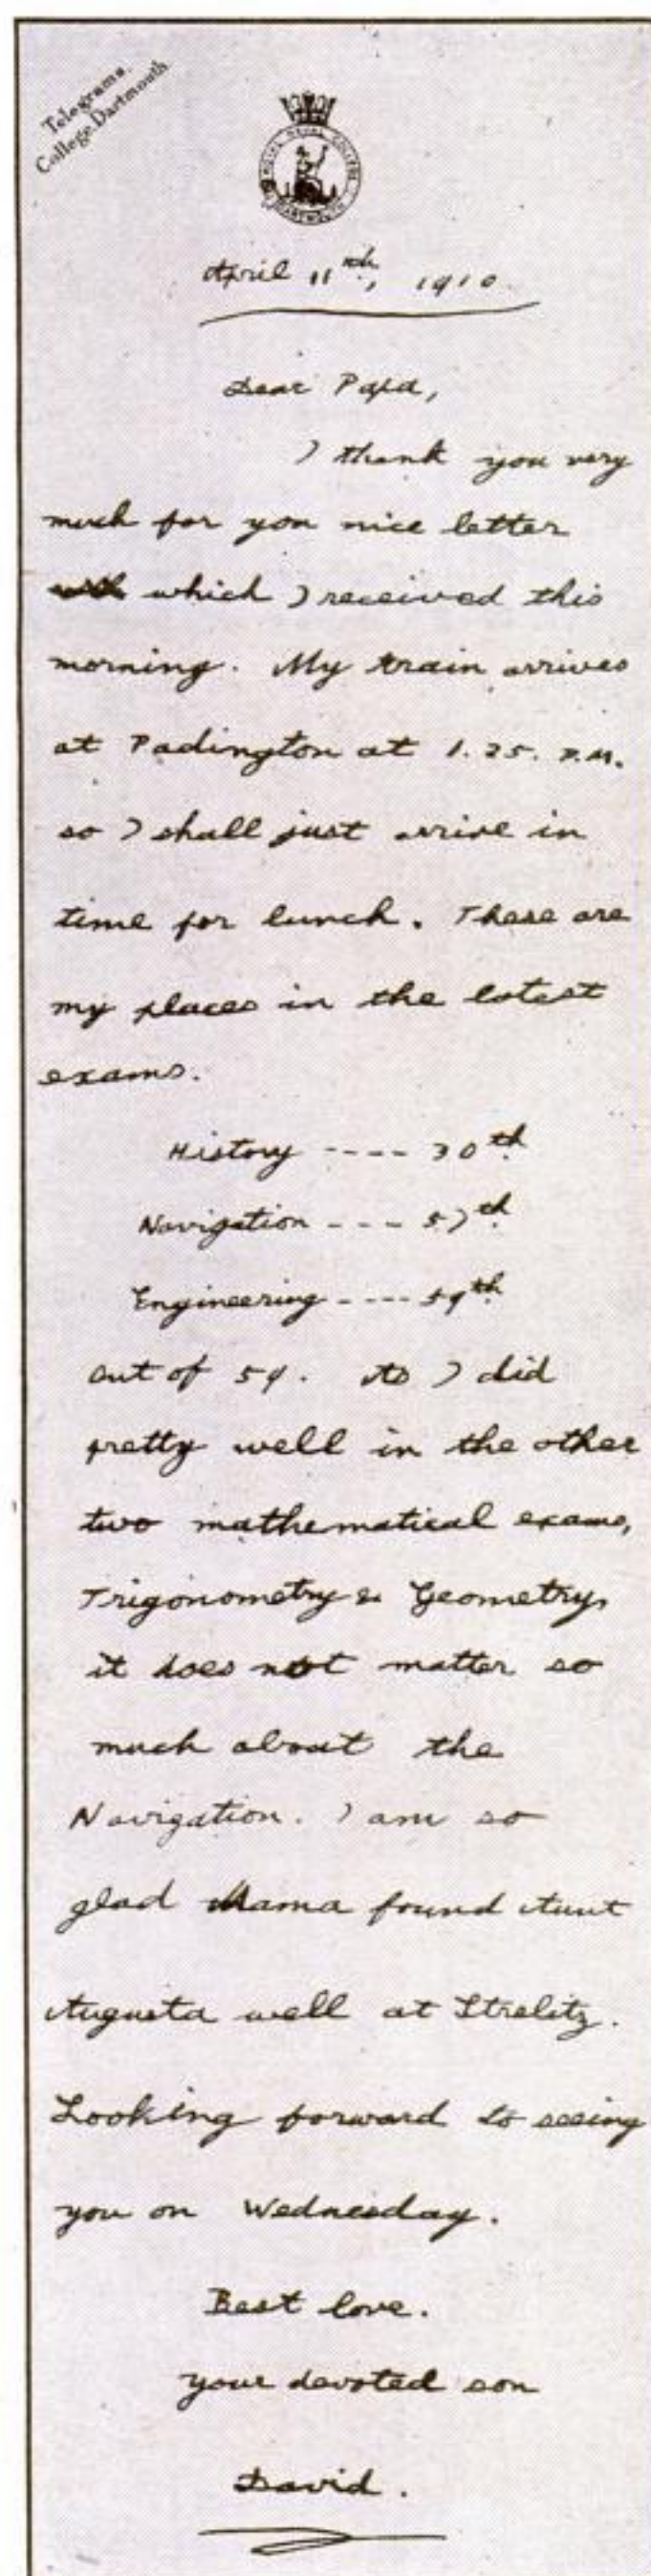 Telegrams.
College, Dartmouth.
ROYAL NAVAL COLLEGE
DARTMOUTH
April 11th, 1910.
Dear Papa,
I thank you very
much for you nice letter
which I received this
morning. My train arrives
at Padington at 1.25. P.M.
so I shall just arrive in
time for lunch. These are
my places in the latest
exams.
History ---- 30th
Navigation --- 57th
Engineering ---- 59th
out of 59. As I did
pretty well in the other
two mathematical exams,
Trigonometry & Geometry,
it does not matter so
much about the
Navigation. I am so
glad Mama found Aunt
Augusta well at Strelitz.
Looking forward to seeing
you on Wednesday.
Best love.
your devoted son
David.